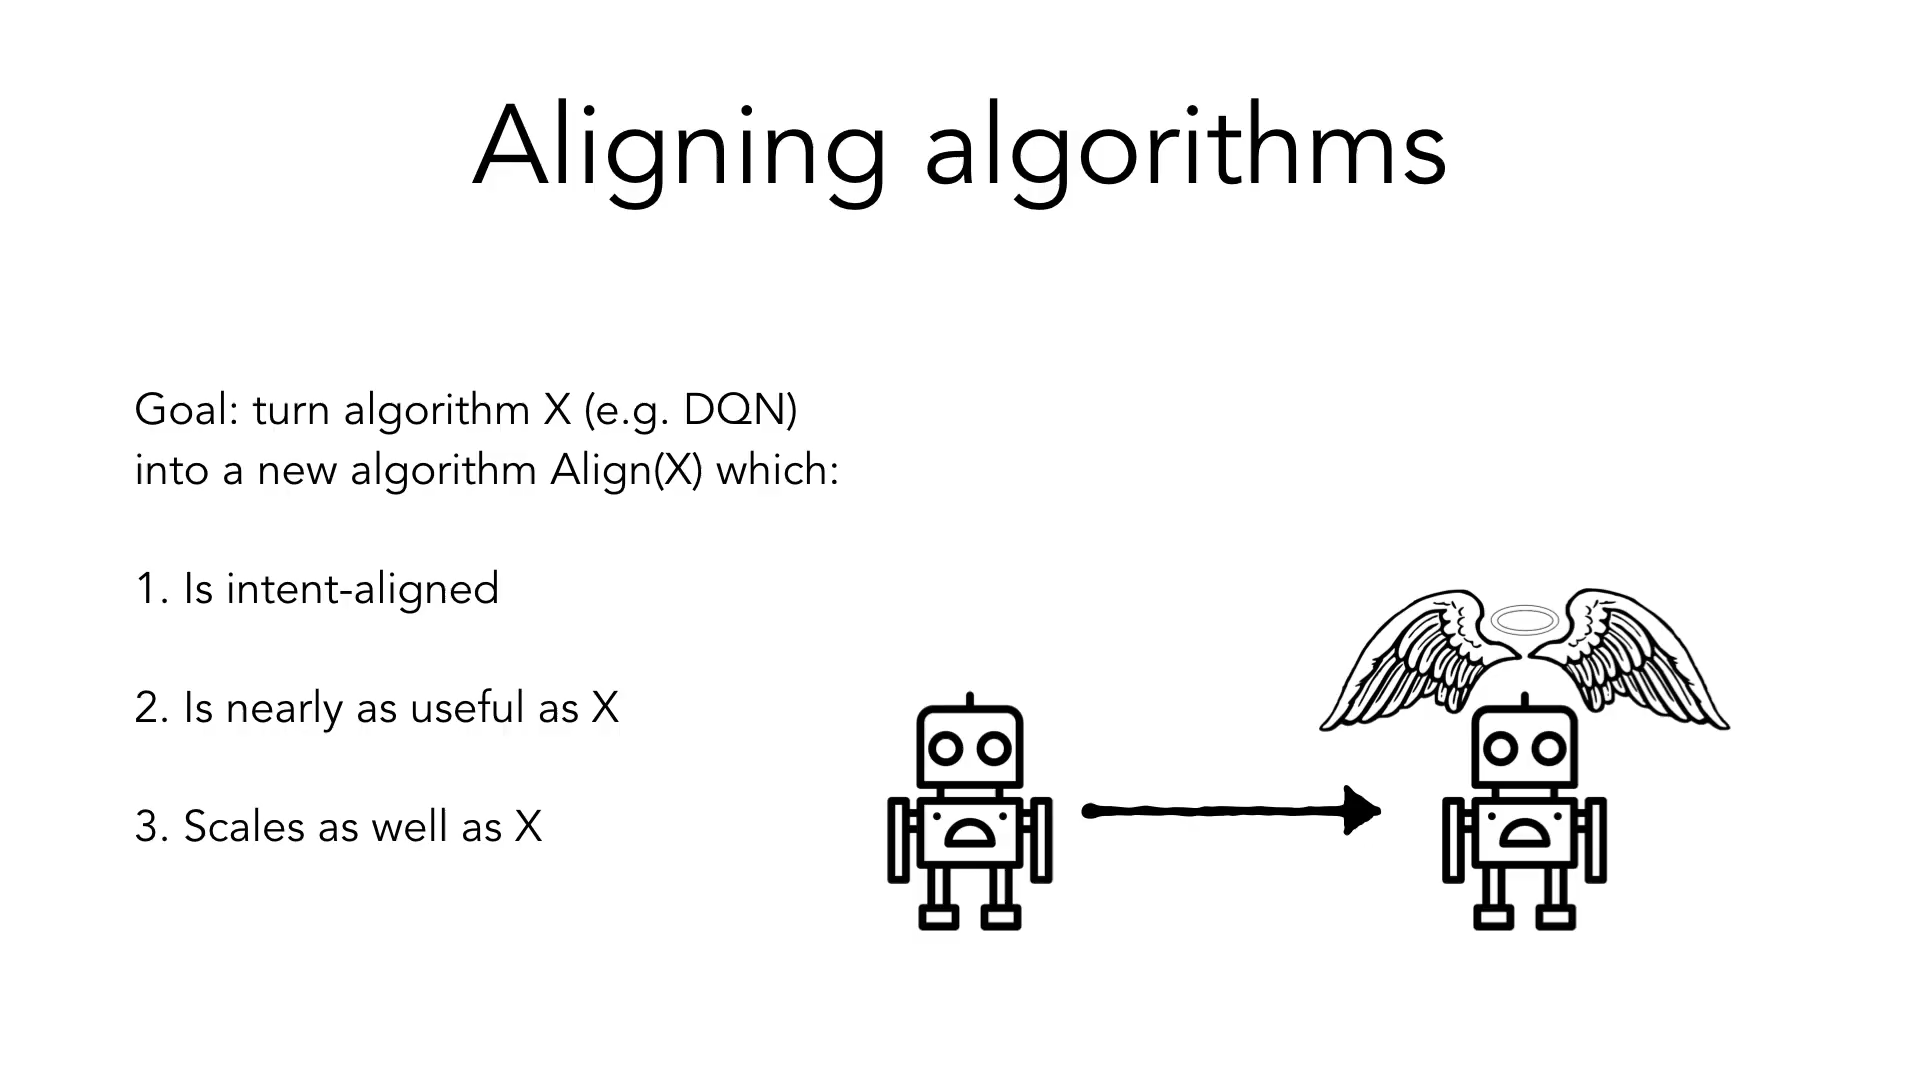 Aligning algorithms
Goal: turn algorithm X (e.g. DQN)
into a new algorithm Align(X) which:
1. Is intent-aligned
2. Is nearly as useful as X
3. Scales as well as X